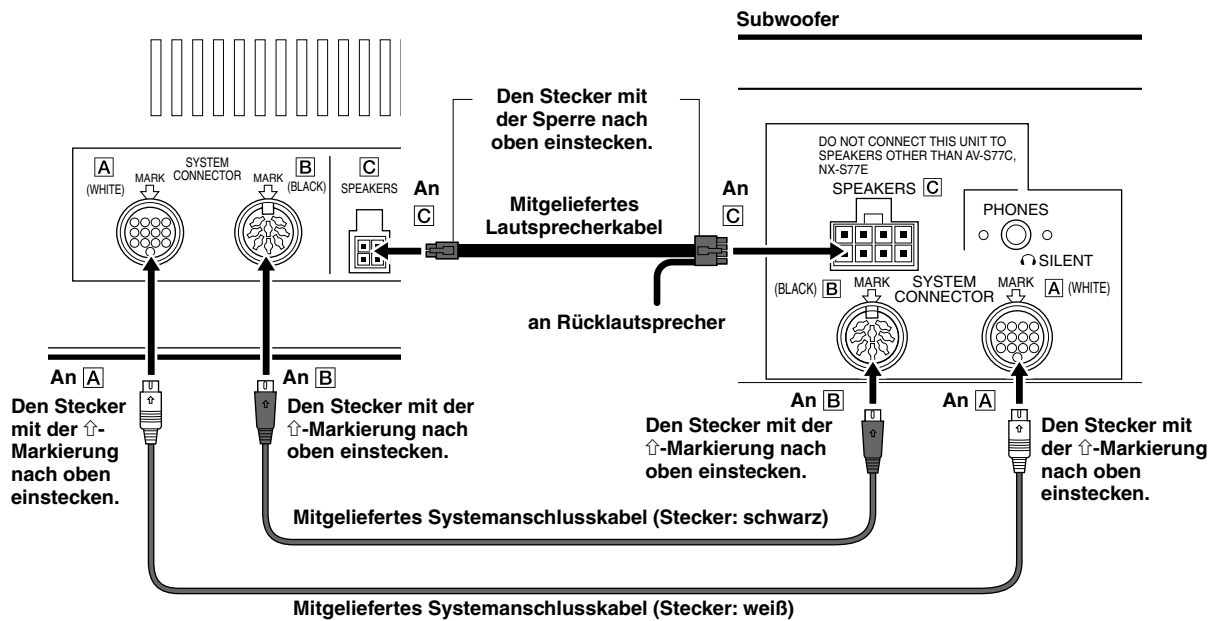 Subwoofer
Den Stecker mit
der Sperre nach
oben einstecken.
A
(WHITE)
MARK
SYSTEM
CONNECTOR
MARK
B
(BLACK)
C
SPEAKERS
An
C
Mitgeliefertes
Lautsprecherkabel
An
C
an Rücklautsprecher
DO NOT CONNECT THIS UNIT TO
SPEAKERS OTHER THAN AV-S77C,
NX-S77E
SPEAKERS C
PHONES
SILENT
(BLACK) B
MARK
SYSTEM
CONNECTOR
MARK
A (WHITE)
An A
Den Stecker
mit der ⇧-
Markierung
nach oben
einstecken.
An B
Den Stecker mit der
⇧-Markierung nach
oben einstecken.
An B
Den Stecker mit der
⇧-Markierung nach
oben einstecken.
An A
Den Stecker mit
der ⇧-Markierung
nach oben
einstecken.
Mitgeliefertes Systemanschlusskabel (Stecker: schwarz)
Mitgeliefertes Systemanschlusskabel (Stecker: weiß)